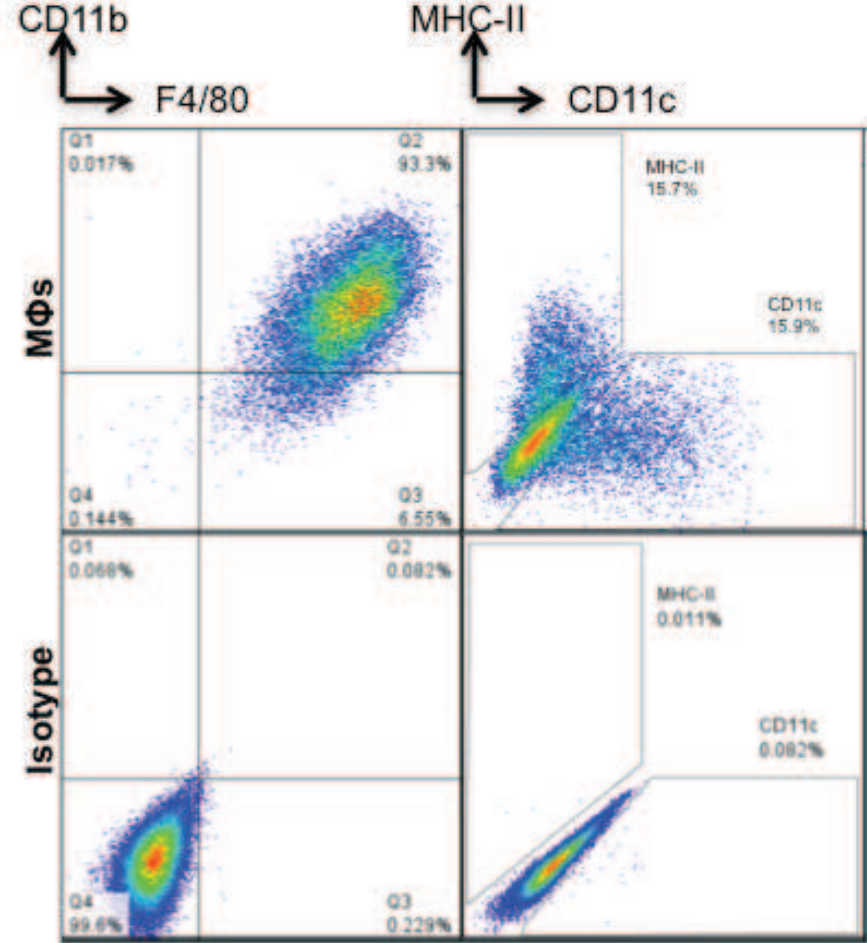 CD11b
F4/80
MHC-II
CD11c
MΦs
Q1
0.017%
Q2
93.3%
Q4
0.144%
Q3
6.55%
MHC-II
15.7%
CD11c
15.9%
Isotype
Q1
0.068%
Q2
0.082%
Q4
99.6%
Q3
0.229%
MHC-II
0.011%
CD11c
0.082%